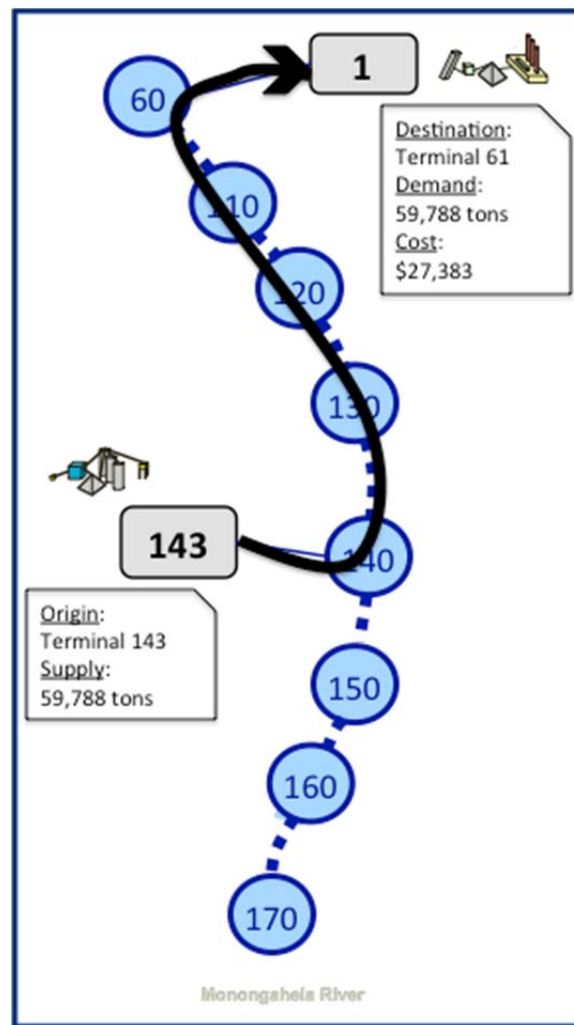 1
60
Destination:
Terminal 61
Demand:
59,788 tons
Cost:
$27,383
110
120
130
143
140
Origin:
Terminal 143
Supply:
59,788 tons
150
160
170
Monongahela River